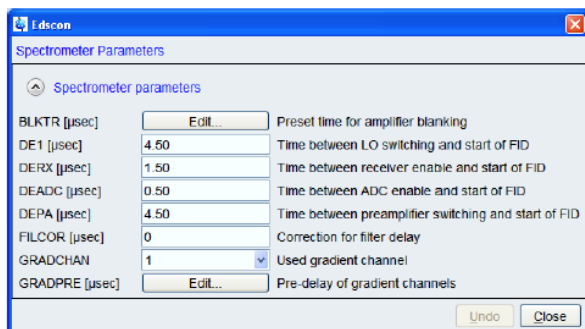 Edscon
Spectrometer Parameters
Spectrometer parameters
BLKTR [µsec] Edit... Preset time for amplifier blanking
DE1 [µsec] 4.50 Time between LO switching and start of FID
DERX [µsec] 1.50 Time between receiver enable and start of FID
DEADC [µsec] 0.50 Time between ADC enable and start of FID
DEPA [µsec] 4.50 Time between preamplifier switching and start of FID
FILCOR [µsec] 0 Correction for filter delay
GRADCHAN 1 Used gradient channel
GRADPRE [µsec] Edit... Pre-delay of gradient channels
Undo Close